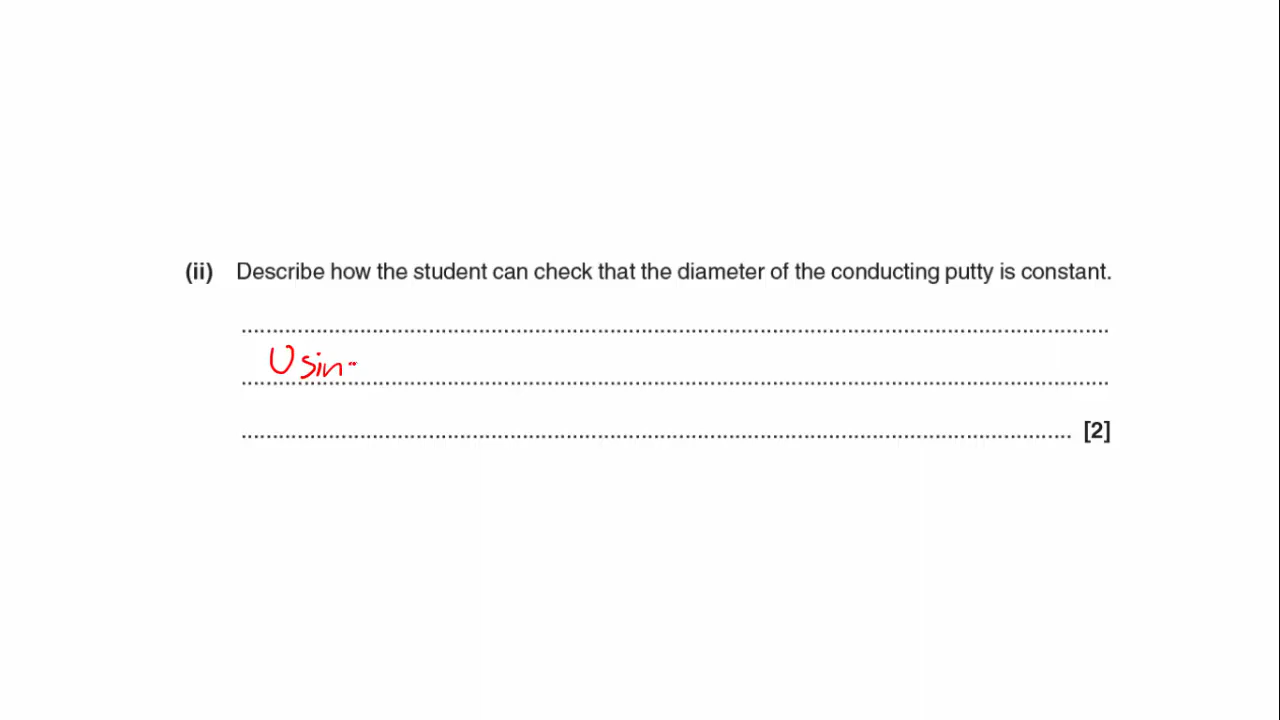 (ii) Describe how the student can check that the diameter of the conducting putty is constant.
Usin
[2]